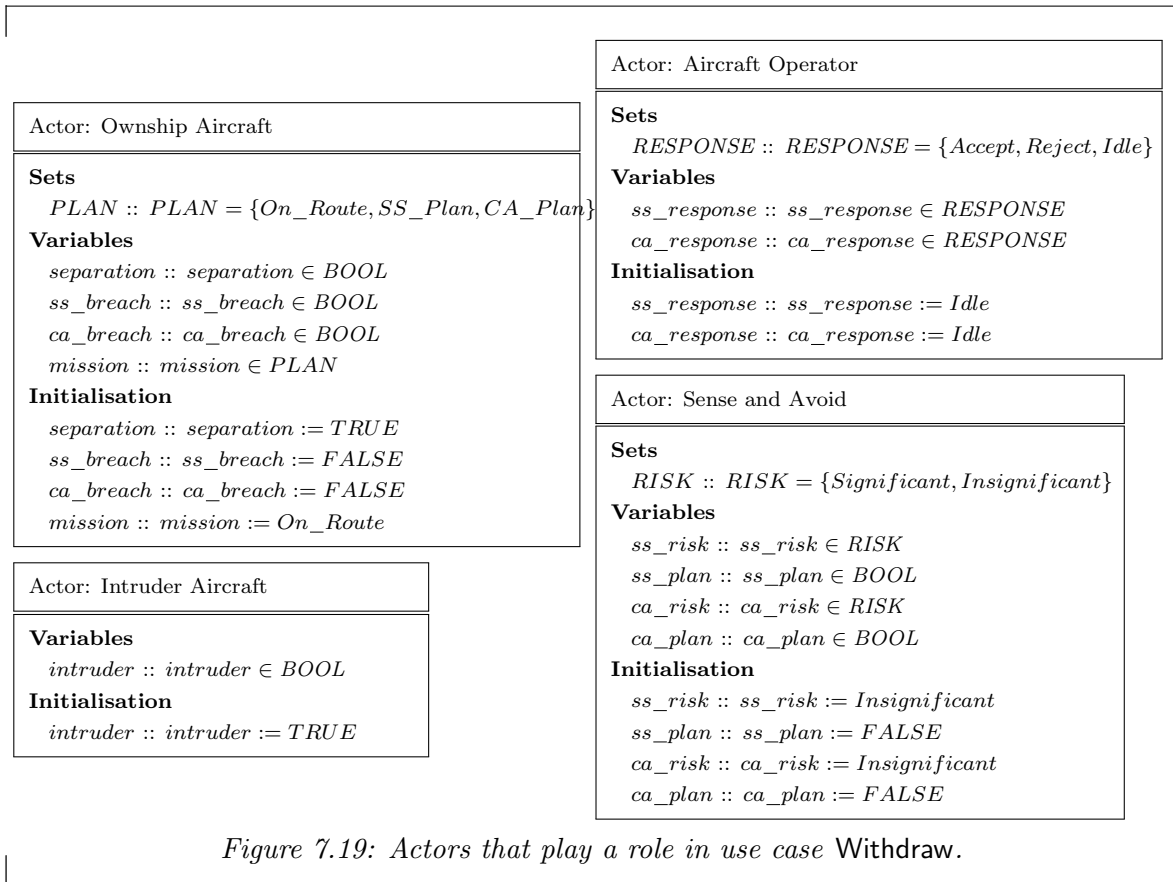 Actor: Ownship Aircraft
Sets
PLAN :: PLAN = {On_Route, SS_Plan, CA_Plan}
Variables
separation :: separation ∈ BOOL
ss_breach :: ss_breach ∈ BOOL
ca_breach :: ca_breach ∈ BOOL
mission :: mission ∈ PLAN
Initialisation
separation :: separation := TRUE
ss_breach :: ss_breach := FALSE
ca_breach :: ca_breach := FALSE
mission :: mission := On_Route
Actor: Intruder Aircraft
Variables
intruder :: intruder ∈ BOOL
Initialisation
intruder :: intruder := TRUE
Actor: Aircraft Operator
Sets
RESPONSE :: RESPONSE = {Accept, Reject, Idle}
Variables
ss_response :: ss_response ∈ RESPONSE
ca_response :: ca_response ∈ RESPONSE
Initialisation
ss_response :: ss_response := Idle
ca_response :: ca_response := Idle
Actor: Sense and Avoid
Sets
RISK :: RISK = {Significant, Insignificant}
Variables
ss_risk :: ss_risk ∈ RISK
ss_plan :: ss_plan ∈ BOOL
ca_risk :: ca_risk ∈ RISK
ca_plan :: ca_plan ∈ BOOL
Initialisation
ss_risk :: ss_risk := Insignificant
ss_plan :: ss_plan := FALSE
ca_risk :: ca_risk := Insignificant
ca_plan :: ca_plan := FALSE
Figure 7.19: Actors that play a role in use case Withdraw.